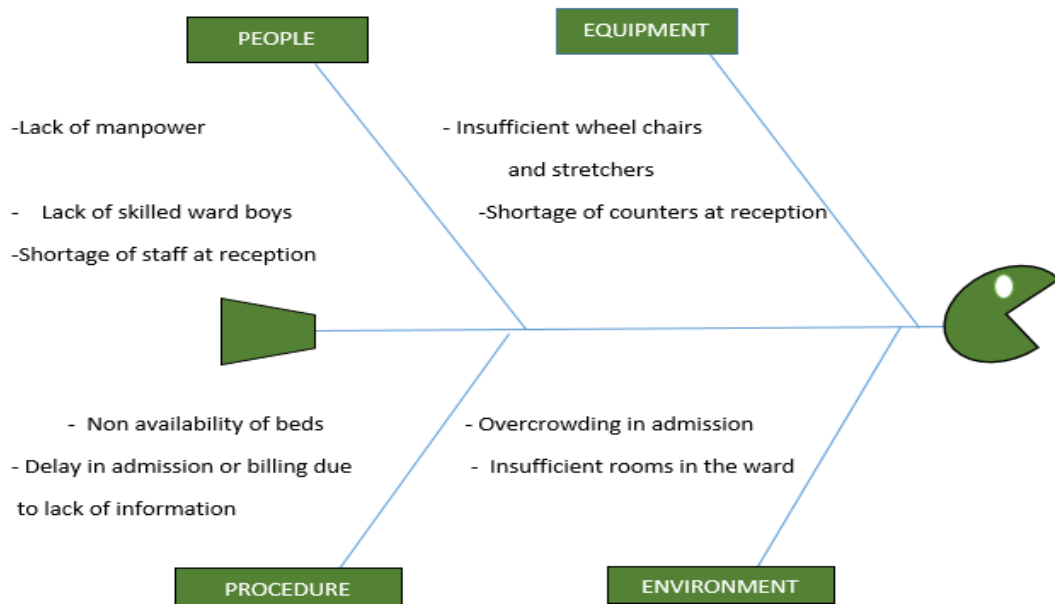 PEOPLE
EQUIPMENT
-Lack of manpower
- Lack of skilled ward boys
-Shortage of staff at reception
- Insufficient wheel chairs
and stretchers
-Shortage of counters at reception
- Non availability of beds
- Delay in admission or billing due
to lack of information
- Overcrowding in admission
- Insufficient rooms in the ward
PROCEDURE
ENVIRONMENT